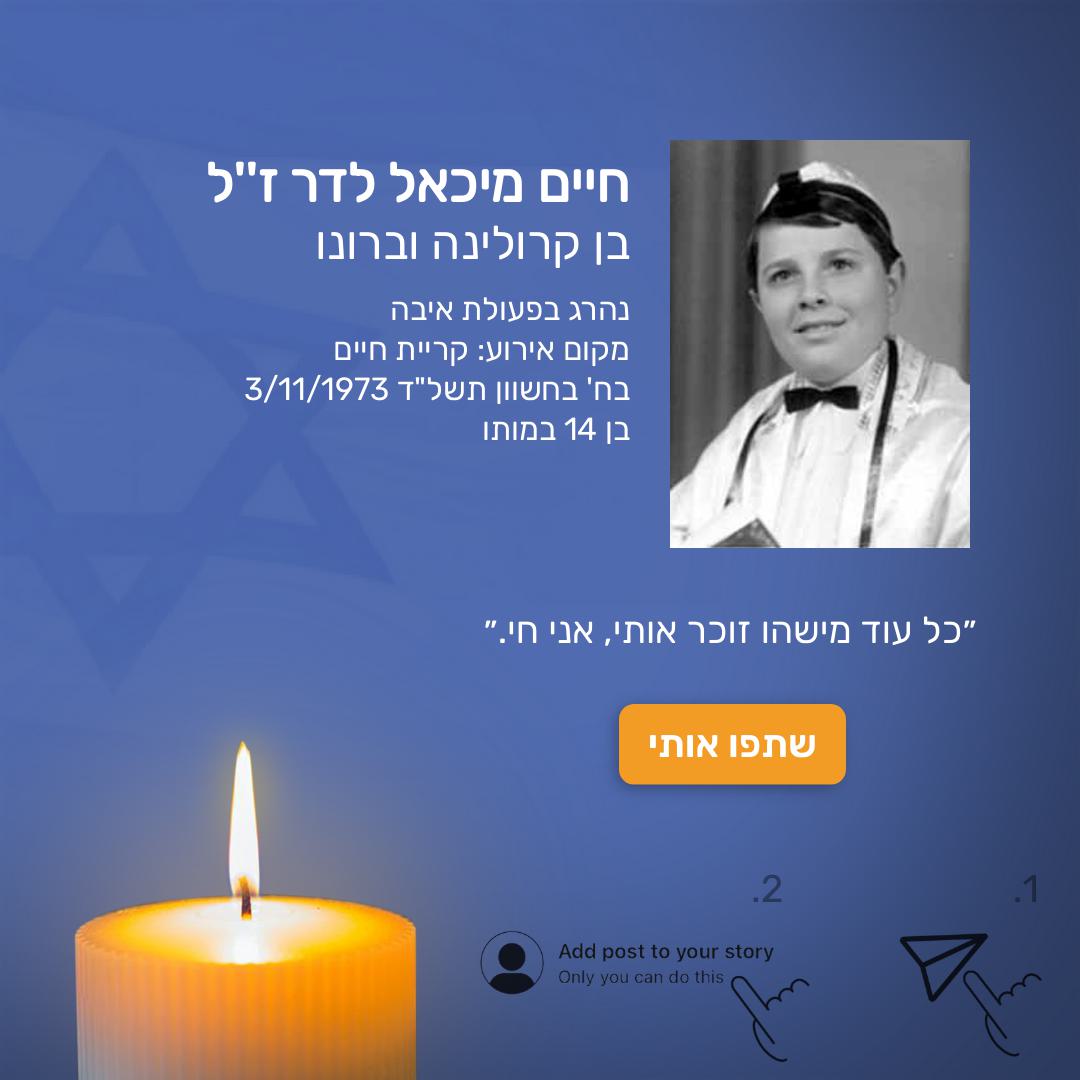 חיים מיכאל לדר ז"ל
בן קרולינה וברונו
נהרג בפעולת איבה
מקום אירוע: קריית חיים
בח' בחשוון תשל"ד 3/11/1973
בן 14 במותו
״כל עוד מישהו זוכר אותי, אני חי.״
שתפו אותי
1.
2.
Add post to your story
Only you can do this